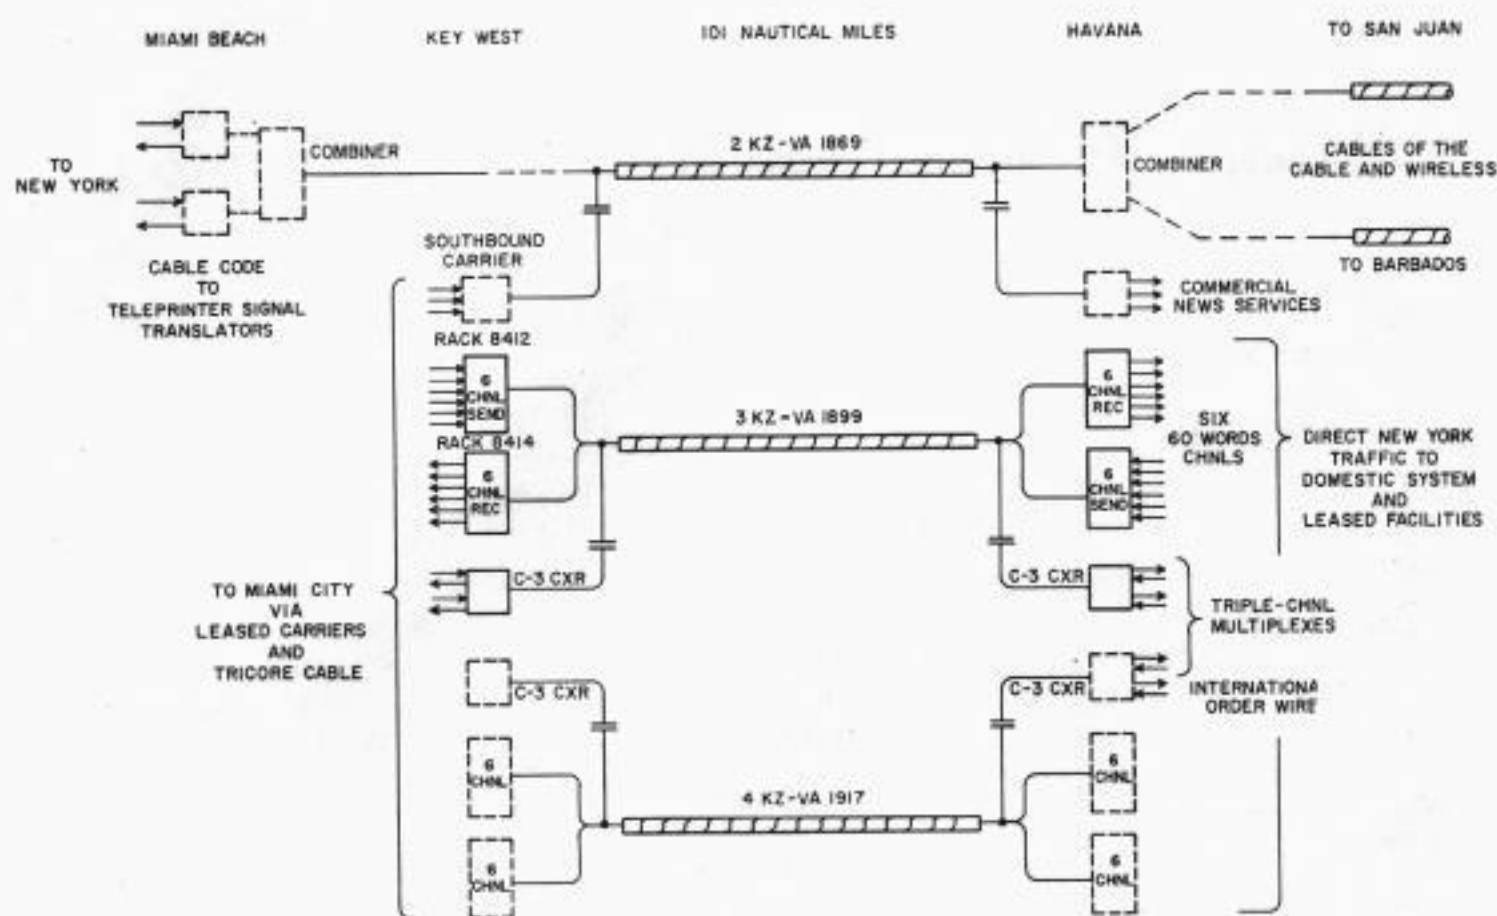 MIAMI BEACH
KEY WEST
101 NAUTICAL MILES
HAVANA
TO SAN JUAN
TO
NEW YORK
COMBINER
2 KZ-VA 1869
COMBINER
CABLES OF THE
CABLE AND WIRELESS
TO BARBADOS
CABLE CODE
TO
TELEPRINTER SIGNAL
TRANSLATORS
SOUTHBOUND
CARRIER
COMMERCIAL
NEWS SERVICES
RACK 8412
6
CHNL
SEND
RACK 8414
6
CHNL
REC
3 KZ-VA 1899
6
CHNL
REC
6
CHNL
SEND
SIX
60 WORDS
CHNLS
DIRECT NEW YORK
TRAFFIC TO
DOMESTIC SYSTEM
AND
LEASED FACILITIES
TO MIAMI CITY
VIA
LEASED CARRIERS
AND
TRICORE CABLE
C-3 CXR
C-3 CXR
TRIPLE-CHNL
MULTIPLEXES
C-3 CXR
C-3 CXR
INTERNATIONA
ORDER WIRE
6
CHNL
6
CHNL
4 KZ-VA 1917
6
CHNL
6
CHNL